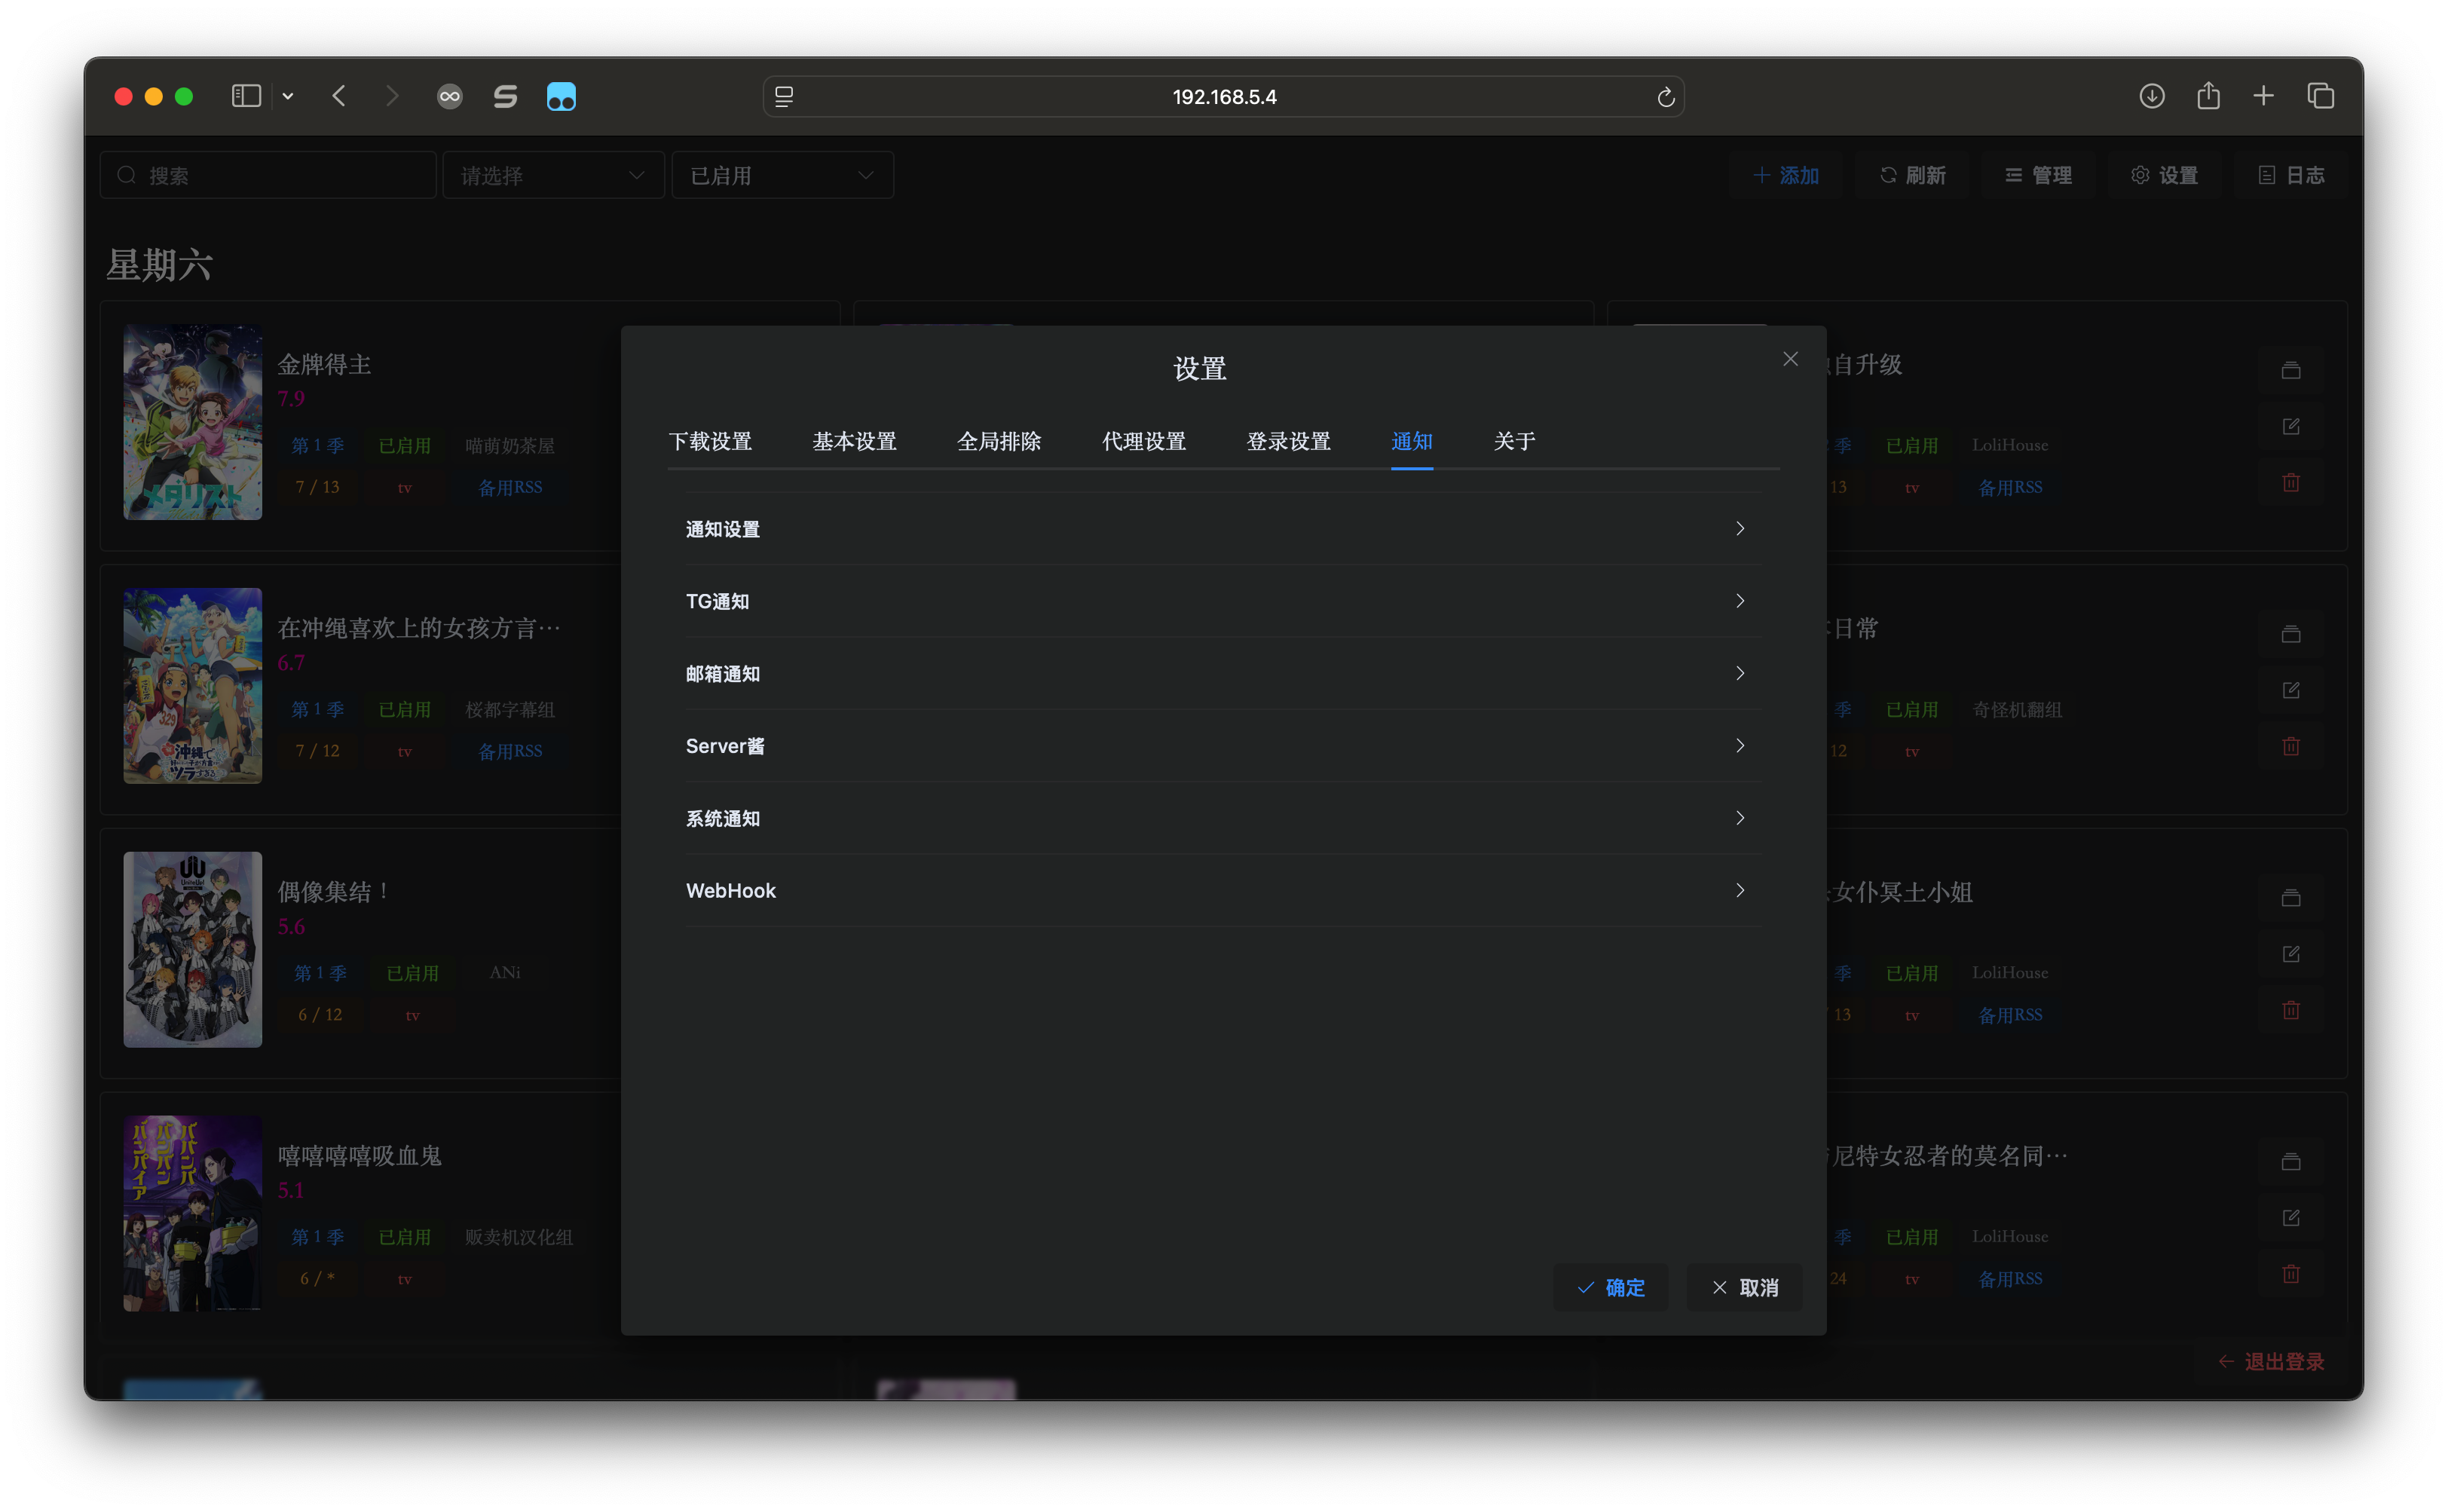 192.168.5.4
搜索
请选择
已启用
添加
刷新
管理
设置
日志
星期六
金牌得主
7.9
第 1 季 已启用 喵萌奶茶屋
7 / 13 tv 备用RSS
メダリスト
在冲绳喜欢上的女孩方言…
6.7
第 1 季 已启用 桜都字幕组
7 / 12 tv 备用RSS
偶像集结！
5.6
第 1 季 已启用 ANi
6 / 12 tv
嘻嘻嘻嘻吸血鬼
5.1
第 1 季 已启用 贩卖机汉化组
6 / * tv
设置
下载设置 基本设置 全局排除 代理设置 登录设置 通知 关于
通知设置
TG通知
邮箱通知
Server酱
系统通知
WebHook
确定 取消
自升级
季 已启用 LoliHouse
13 tv 备用RSS
日常
季 已启用 奇怪机翻组
12 tv
女仆冥土小姐
季 已启用 LoliHouse
13 tv 备用RSS
尼特女忍者的莫名同…
季 已启用 LoliHouse
24 tv 备用RSS
退出登录